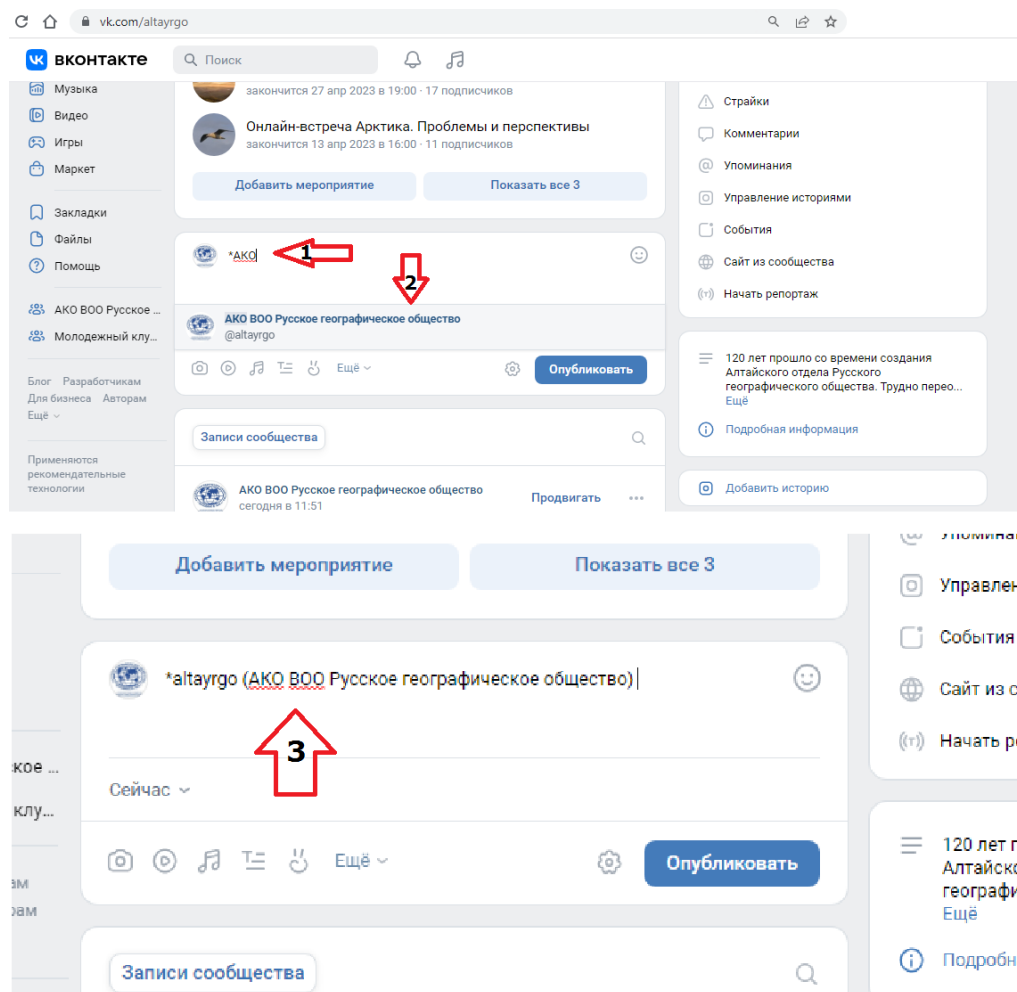 vk.com/altayrgo
вконтакте
Поиск
Музыка
Видео
Игры
Маркет
Закладки
Файлы
Помощь
АКО ВОО Русское ...
Молодежный клу...
Блог Разработчикам
Для бизнеса Авторам
Ещё
Применяются
рекомендательные
технологии
закончится 27 апр 2023 в 19:00 · 17 подписчиков
Онлайн-встреча Арктика. Проблемы и перспективы
закончится 13 апр 2023 в 16:00 · 11 подписчиков
Добавить мероприятие
Показать все 3
*АКО
1
2
АКО ВОО Русское географическое общество
@altayrgo
Ещё
Опубликовать
Записи сообщества
АКО ВОО Русское географическое общество
сегодня в 11:51
Продвигать
Страйки
Комментарии
Упоминания
Управление историями
События
Сайт из сообщества
Начать репортаж
120 лет прошло со времени создания
Алтайского отдела Русского
географического общества. Трудно перео...
Ещё
Подробная информация
Добавить историю
Добавить мероприятие
Показать все 3
*altayrgo (АКО ВОО Русское географическое общество)
3
Сейчас
Ещё
Опубликовать
Записи сообщества
ское ...
клу...
ам
рам
Упомина
Управлен
События
Сайт из с
Начать р
120 лет п
Алтайско
географи
Ещё
Подробн